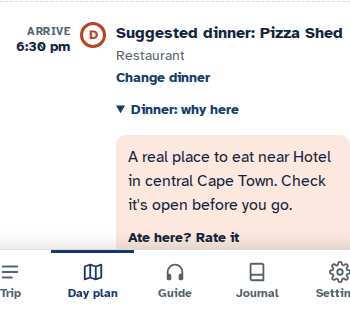 ARRIVE
6:30 pm
D
Suggested dinner: Pizza Shed
Restaurant
Change dinner
▼ Dinner: why here
A real place to eat near Hotel
in central Cape Town. Check
it's open before you go.
Ate here? Rate it
Trip
Day plan
Guide
Journal
Settin